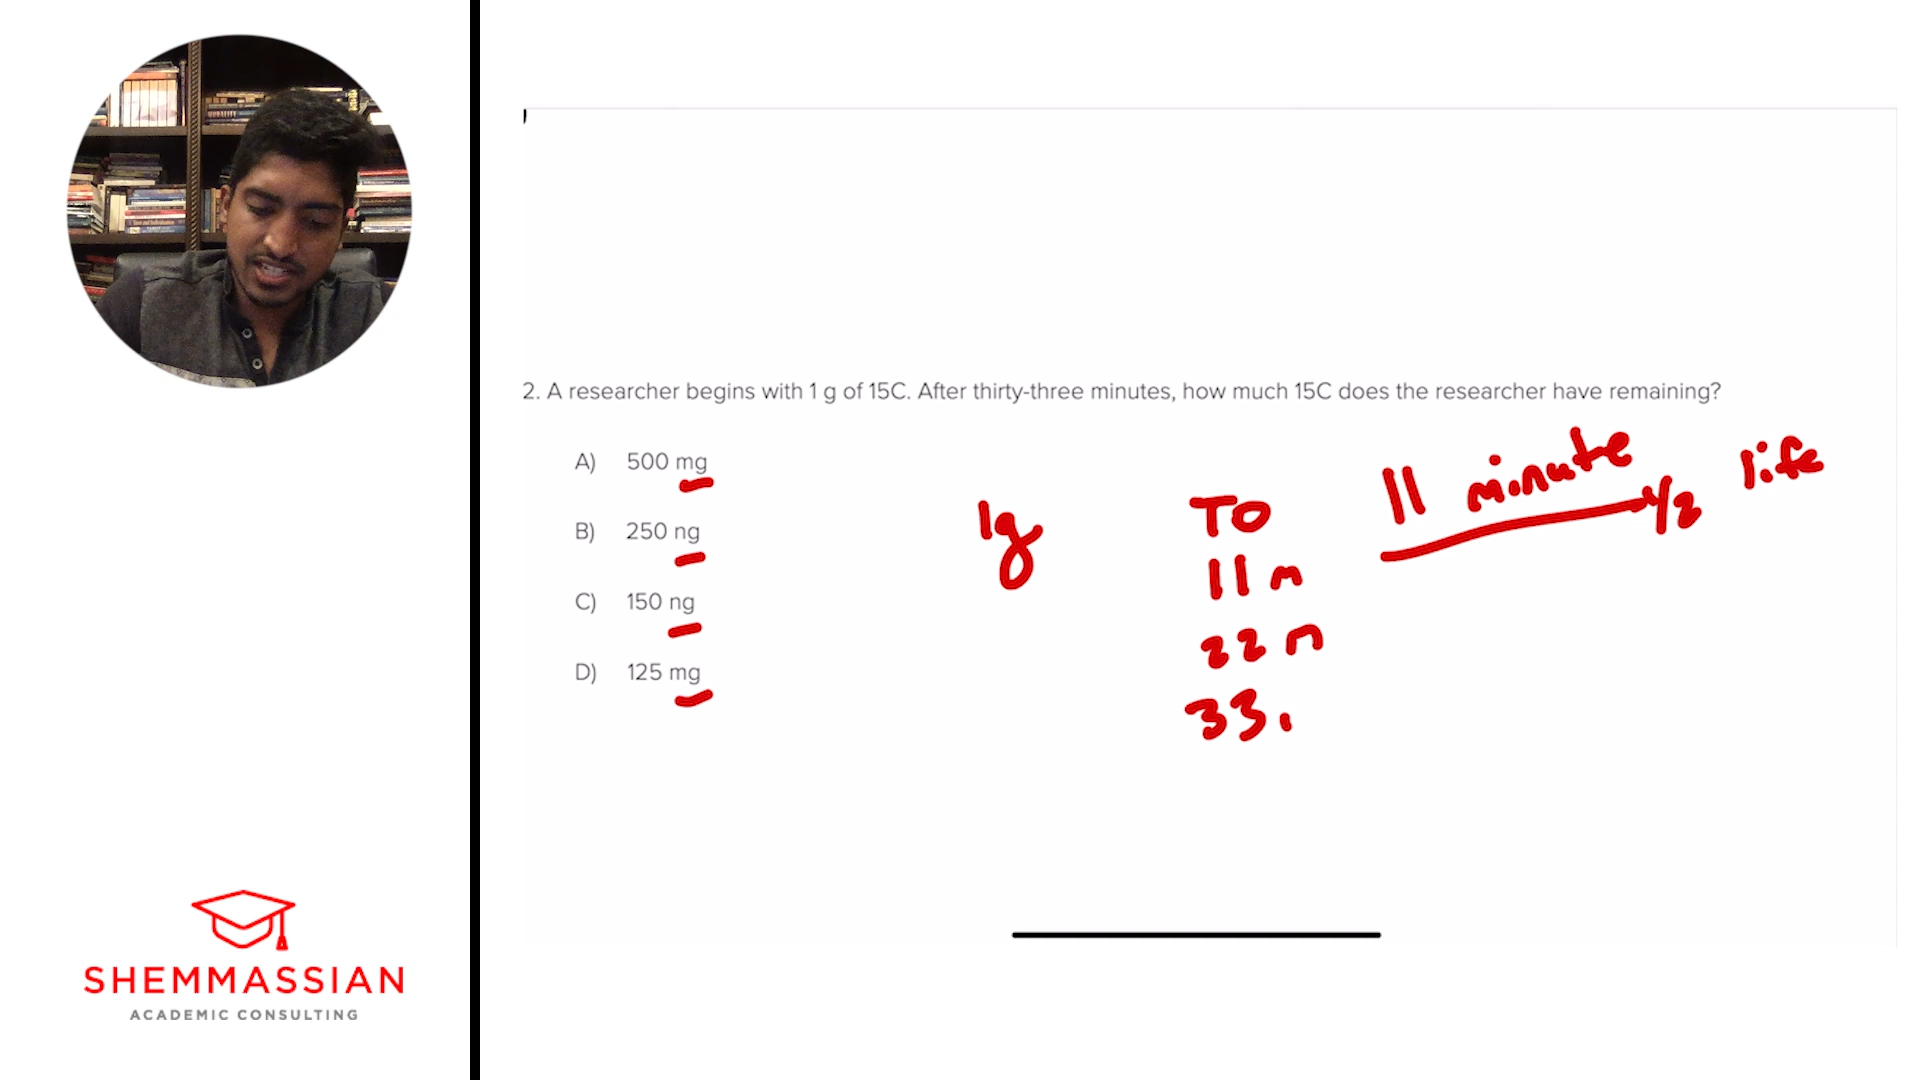 2. A researcher begins with 1 g of 15C. After thirty-three minutes, how much 15C does the researcher have remaining?
A) 500 mg
B) 250 ng
C) 150 ng
D) 125 mg
1g
TO
11 minute 1/2 life
11 m
22 m
33
SHEMMASSIAN
ACADEMIC CONSULTING